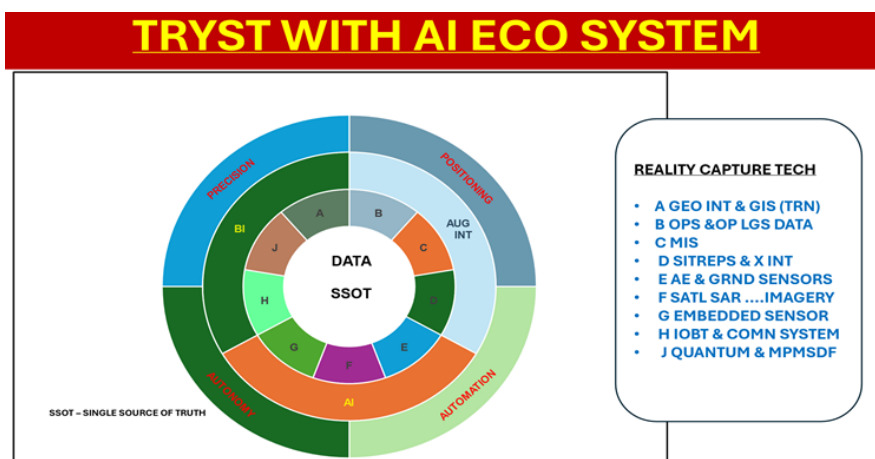 TRYST WITH AI ECO SYSTEM
PRECISION
POSITIONING
BI
AUG
INT
A
B
J
C
DATA
SSOT
H
D
G
E
F
AI
AUTONOMY
AUTOMATION
SSOT – SINGLE SOURCE OF TRUTH
REALITY CAPTURE TECH
• A GEO INT & GIS (TRN)
• B OPS &OP LGS DATA
• C MIS
• D SITREPS & X INT
• E AE & GRND SENSORS
• F SATL SAR ....IMAGERY
• G EMBEDDED SENSOR
• H IOBT & COMN SYSTEM
• J QUANTUM & MPMSDF